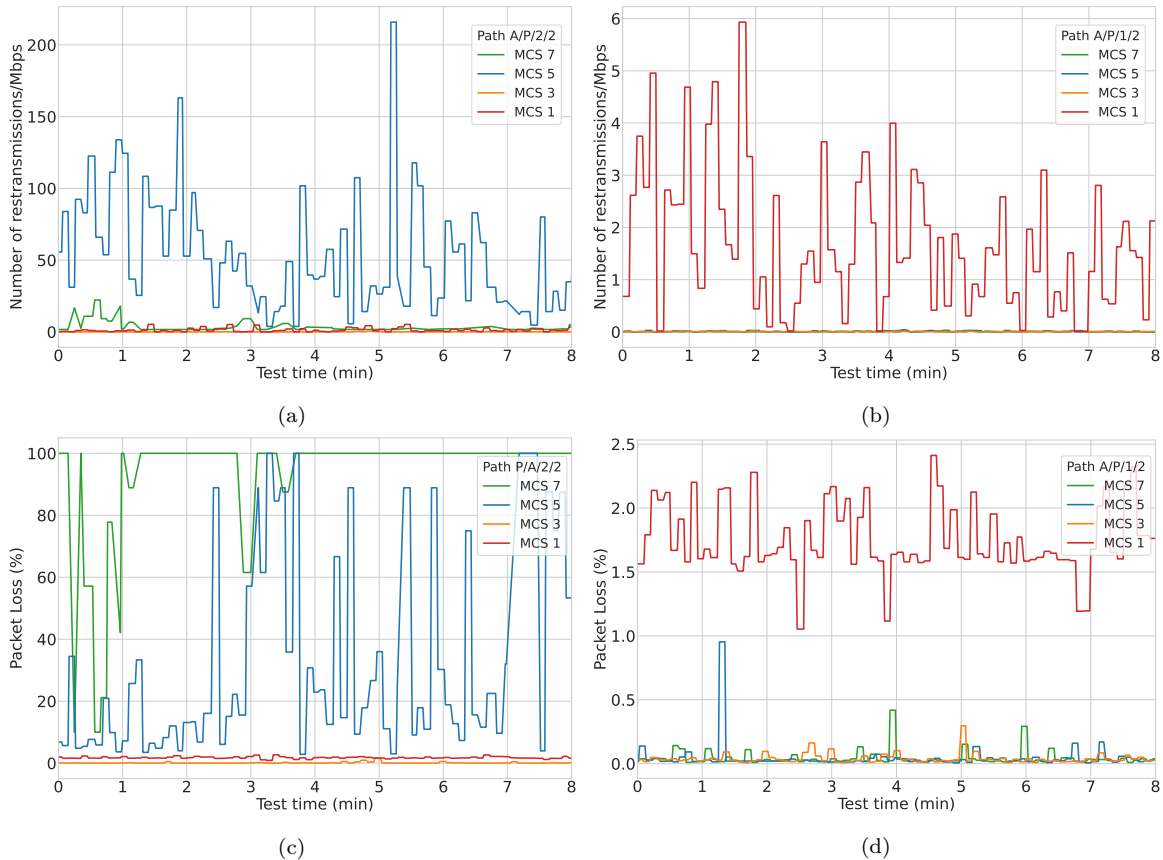 Number of restransmissions/Mbps
200
150
100
50
0
0 1 2 3 4 5 6 7 8
Test time (min)
Path A/P/2/2
MCS 7
MCS 5
MCS 3
MCS 1
(a)
Number of restransmissions/Mbps
6
5
4
3
2
1
0
0 1 2 3 4 5 6 7 8
Test time (min)
Path A/P/1/2
MCS 7
MCS 5
MCS 3
MCS 1
(b)
Packet Loss (%)
100
80
60
40
20
0
0 1 2 3 4 5 6 7 8
Test time (min)
Path P/A/2/2
MCS 7
MCS 5
MCS 3
MCS 1
(c)
Packet Loss (%)
2.5
2.0
1.5
1.0
0.5
0.0
0 1 2 3 4 5 6 7 8
Test time (min)
Path A/P/1/2
MCS 7
MCS 5
MCS 3
MCS 1
(d)